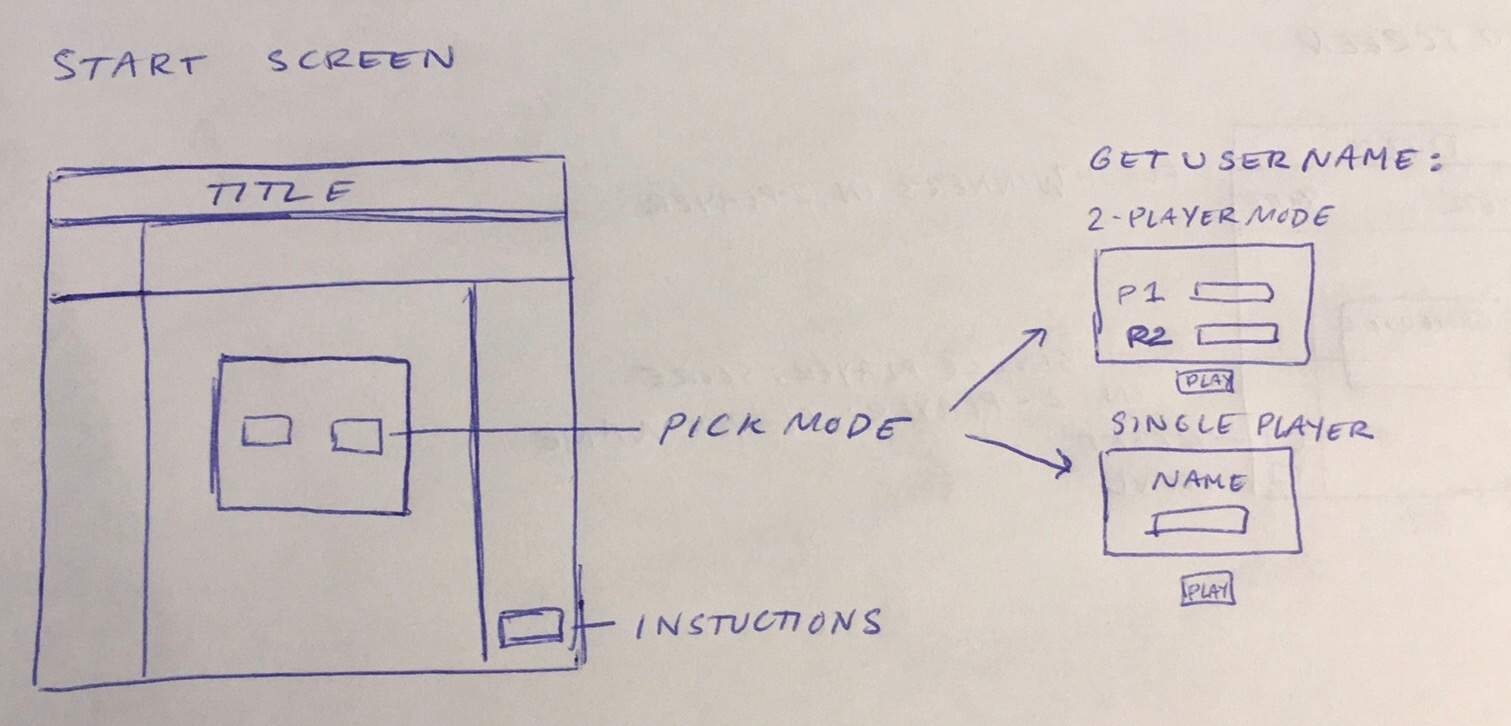 START SCREEN
TITLE
PICK MODE
INSTUCTIONS
GET USER NAME:
2-PLAYER MODE
P1
P2
PLAY
SINGLE PLAYER
NAME
PLAY